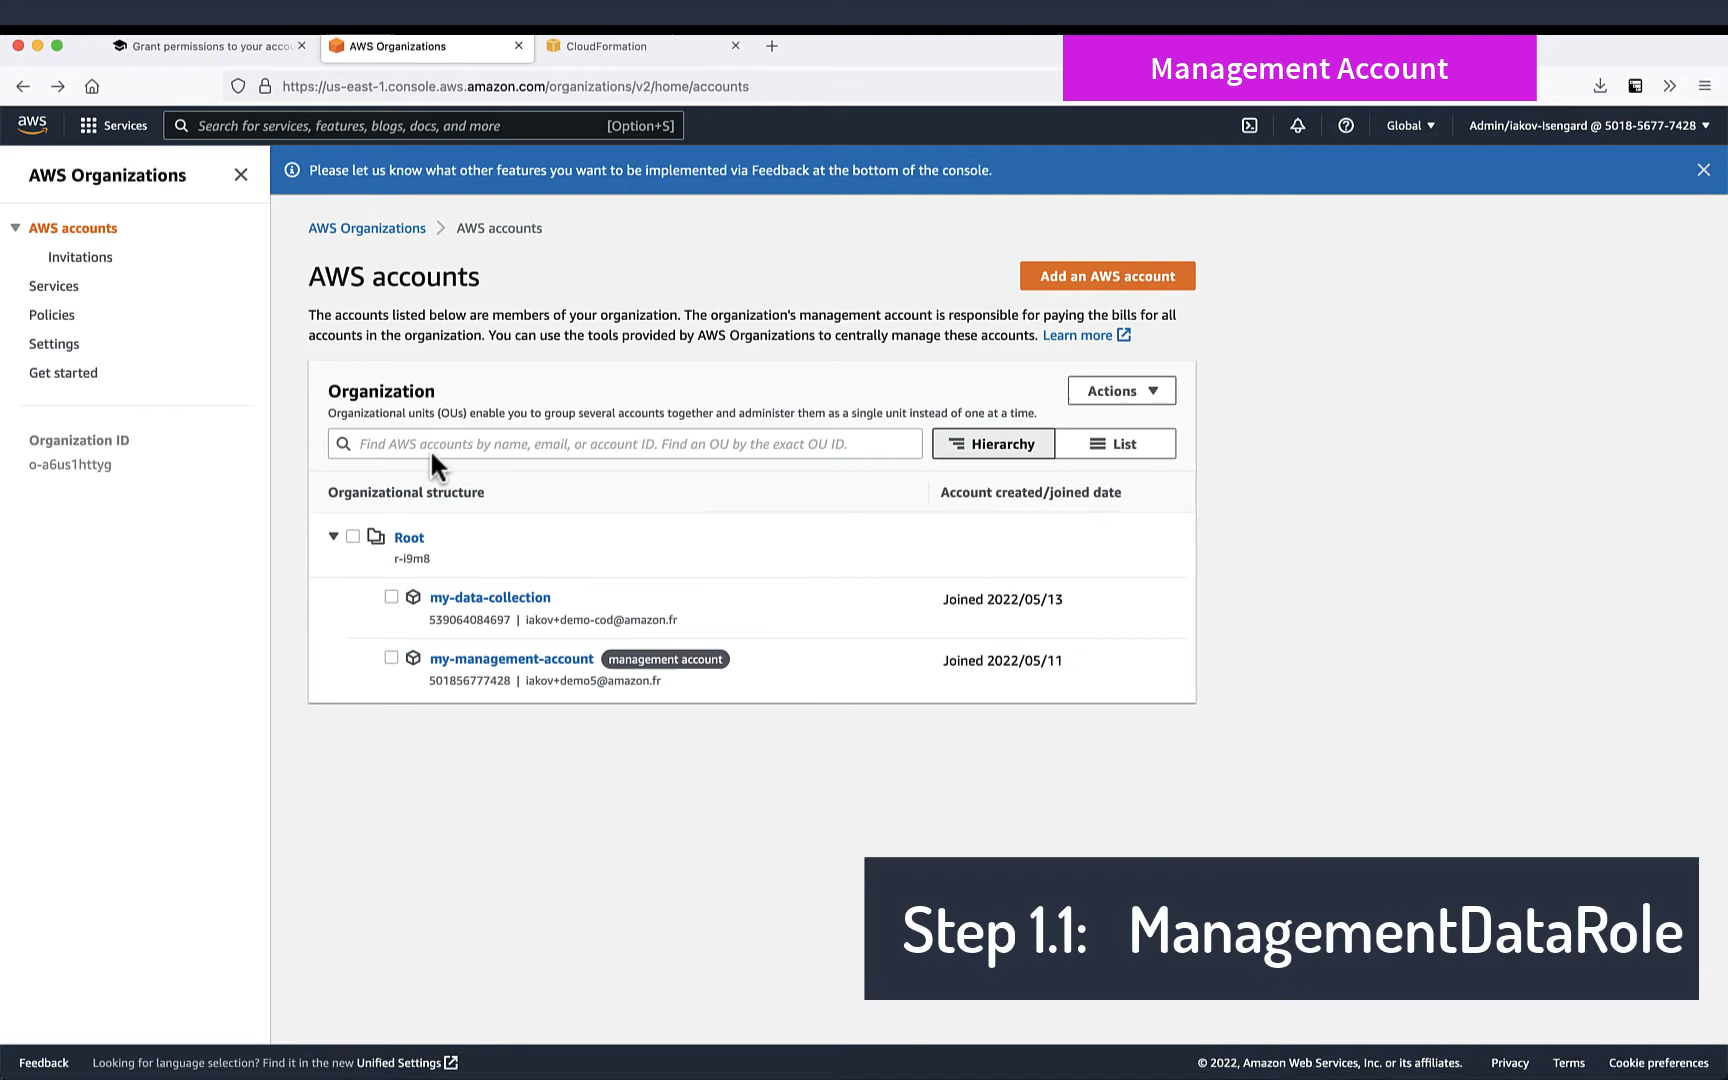 Grant permissions to your accou
AWS Organizations
CloudFormation
Management Account
https://us-east-1.console.aws.amazon.com/organizations/v2/home/accounts
aws
Services
Search for services, features, blogs, docs, and more
[Option+S]
Global
Admin/iakov-Isengard @ 5018-5677-7428
AWS Organizations
Please let us know what other features you want to be implemented via Feedback at the bottom of the console.
AWS accounts
Invitations
Services
Policies
Settings
Get started
Organization ID
o-a6us1httyg
AWS Organizations
AWS accounts
AWS accounts
Add an AWS account
The accounts listed below are members of your organization. The organization's management account is responsible for paying the bills for all
accounts in the organization. You can use the tools provided by AWS Organizations to centrally manage these accounts. Learn more
Organization
Actions
Organizational units (OUs) enable you to group several accounts together and administer them as a single unit instead of one at a time.
Find AWS accounts by name, email, or account ID. Find an OU by the exact OU ID.
Hierarchy
List
Organizational structure
Account created/joined date
Root
r-i9m8
my-data-collection
Joined 2022/05/13
539064084697 | iakov+demo-cod@amazon.fr
my-management-account
management account
Joined 2022/05/11
501856777428 | iakov+demo5@amazon.fr
Step 1.1: ManagementDataRole
Feedback
Looking for language selection? Find it in the new Unified Settings
© 2022, Amazon Web Services, Inc. or its affiliates.
Privacy
Terms
Cookie preferences